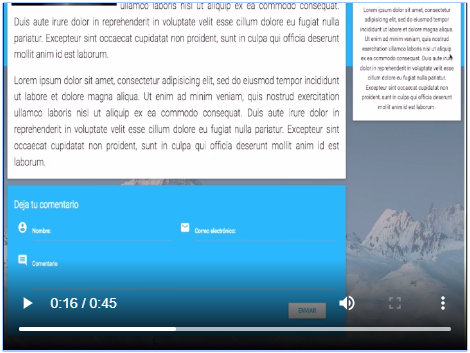 ullamco laboris nisi ut aliquip ex ea commodo consequat.
Duis aute irure dolor in reprehenderit in voluptate velit esse cillum dolore eu fugiat nulla
pariatur. Excepteur sint occaecat cupidatat non proident, sunt in culpa qui officia deserunt
mollit anim id est laborum.
Lorem ipsum dolor sit amet, consectetur adipisicing elit, sed do eiusmod tempor incididunt
ut labore et dolore magna aliqua. Ut enim ad minim veniam, quis nostrud exercitation
ullamco laboris nisi ut aliquip ex ea commodo consequat. Duis aute irure dolor in
reprehenderit in voluptate velit esse cillum dolore eu fugiat nulla pariatur. Excepteur sint
occaecat cupidatat non proident, sunt in culpa qui officia deserunt mollit anim id est
laborum.
Lorem ipsum dolor sit amet, consectetur
adipisicing elit, sed do eiusmod tempor
incididunt ut labore et dolore magna aliqua.
Ut enim ad minim veniam, quis nostrud
exercitation ullamco laboris nisi ut aliquip
ex ea commodo consequat. Duis aute irure
dolor in reprehenderit in voluptate velit esse
cillum dolore eu fugiat nulla pariatur.
Excepteur sint occaecat cupidatat non
proident, sunt in culpa qui officia deserunt
mollit anim id est laborum.
Deja tu comentario
Nombre:
Correo electrónico:
Comentario
ENVIAR
0:16 / 0:45